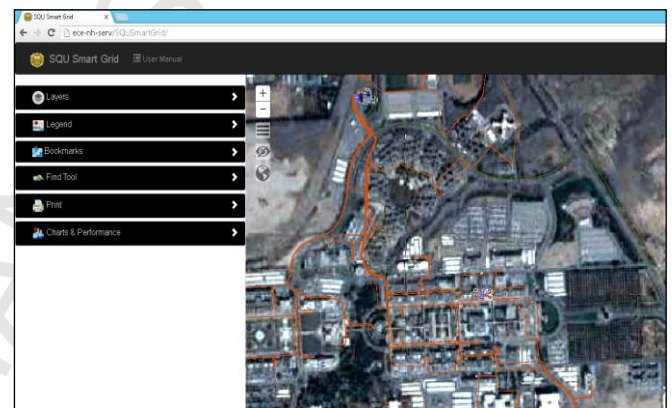 SQU Smart Grid
ece-nh-serv/SQUSmartGrid/
SQU Smart Grid User Manual
Layers
Legend
Bookmarks
Find Tool
Print
Charts & Performance
+
-